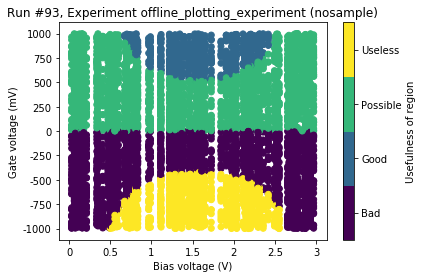 Run #93, Experiment offline_plotting_experiment (nosample)
1000
750
500
250
0
-250
-500
-750
-1000
Gate voltage (mV)
0
0.5
1
1.5
2
2.5
3
Bias voltage (V)
Useless
Possible
Good
Bad
Usefulness of region